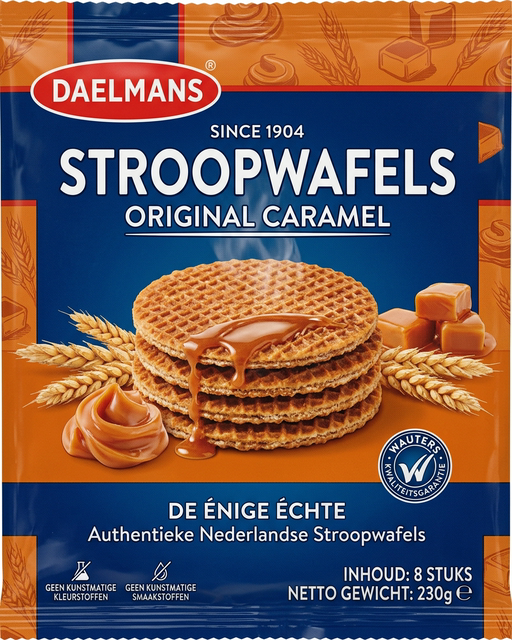 DAELMANS®
SINCE 1904
STROOPWAFELS
ORIGINAL CARAMEL
WAUTERS
KWALITEITSGARANTIE
DE ÉNIGE ÉCHTE
Authentieke Nederlandse Stroopwafels
GEEN KUNSTMATIGE
KLEURSTOFFEN
GEEN KUNSTMATIGE
SMAAKSTOFFEN
INHOUD: 8 STUKS
NETTO GEWICHT: 230g ℮